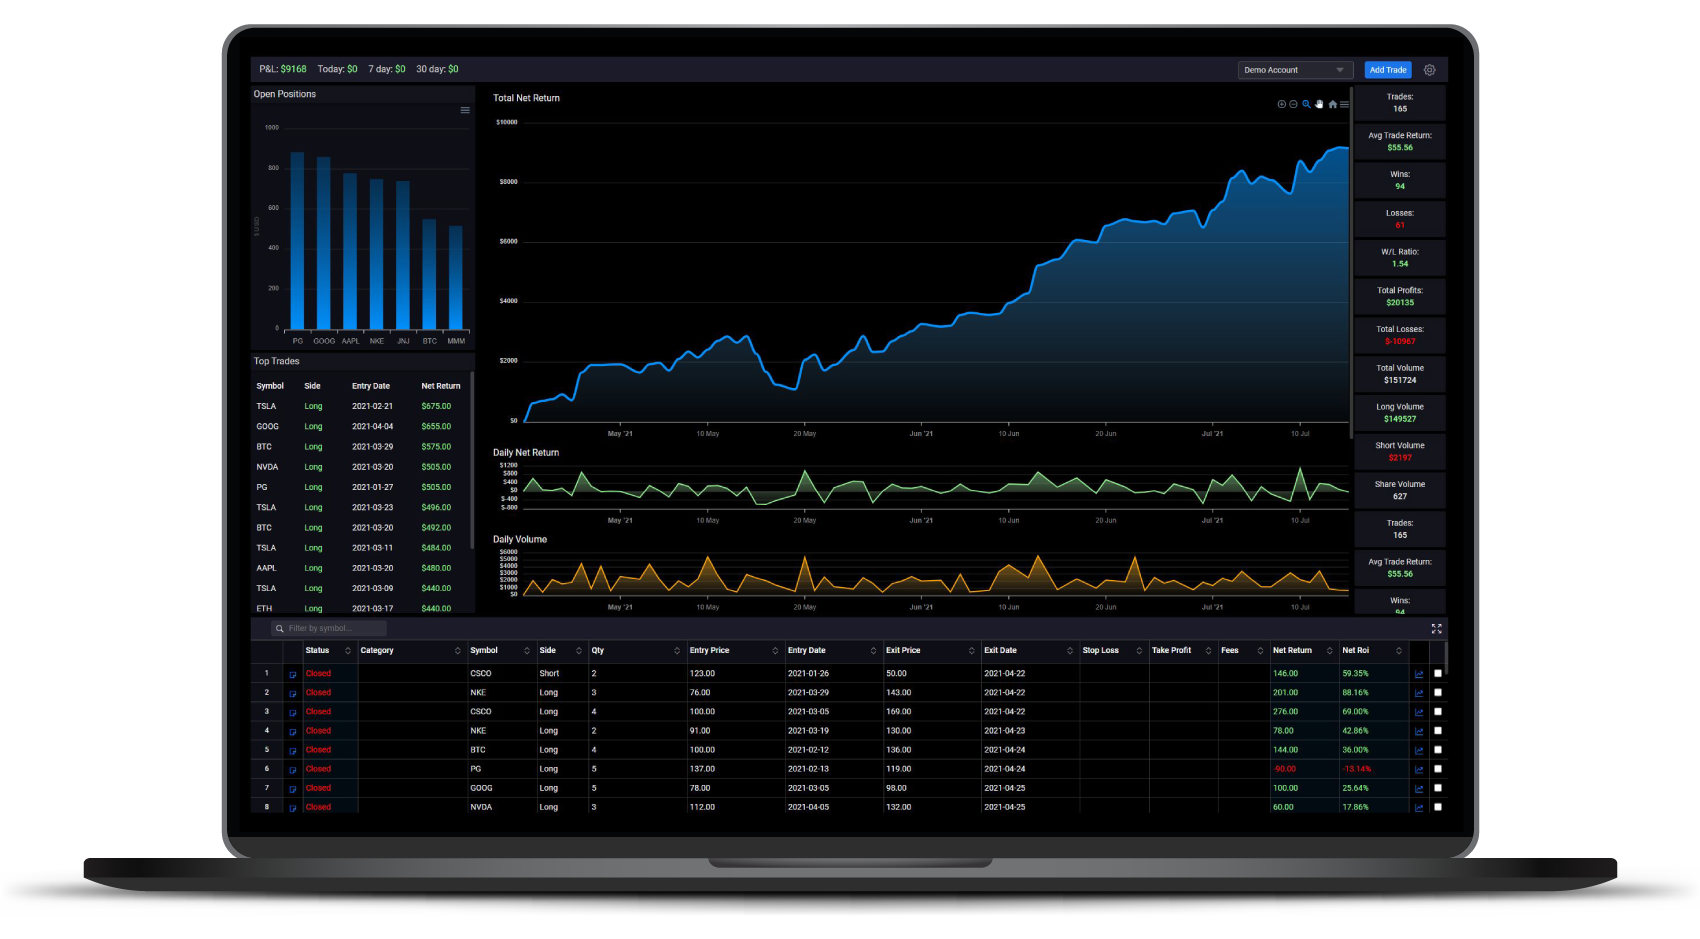 P&L: $9168 Today: $0 7 day: $0 30 day: $0
Demo Account
Add Trade
Open Positions
1000
800
600
400
200
0
$ USD
PG GOOG AAPL NKE JNJ BTC MMM
Top Trades
Symbol Side Entry Date Net Return
TSLA Long 2021-02-21 $675.00
GOOG Long 2021-04-04 $655.00
BTC Long 2021-03-29 $575.00
NVDA Long 2021-03-20 $505.00
PG Long 2021-01-27 $505.00
TSLA Long 2021-03-23 $496.00
BTC Long 2021-03-20 $492.00
TSLA Long 2021-03-11 $484.00
AAPL Long 2021-03-20 $480.00
TSLA Long 2021-03-09 $440.00
ETH Long 2021-03-17 $440.00
Total Net Return
$10000
$8000
$6000
$4000
$2000
$0
May '21 10 May 20 May Jun '21 10 Jun 20 Jun Jul '21 10 Jul
Daily Net Return
$1200
$800
$400
$0
$-400
$-800
May '21 10 May 20 May Jun '21 10 Jun 20 Jun Jul '21 10 Jul
Daily Volume
$6000
$5000
$4000
$3000
$2000
$1000
$0
May '21 10 May 20 May Jun '21 10 Jun 20 Jun Jul '21 10 Jul
Trades:
165
Avg Trade Return:
$55.56
Wins:
94
Losses:
61
W/L Ratio:
1.54
Total Profits:
$20135
Total Losses:
$-10967
Total Volume
$151724
Long Volume
$149527
Short Volume
$2197
Share Volume
627
Trades:
165
Avg Trade Return:
$55.56
Wins:
94
Filter by symbol...
Status Category Symbol Side Qty Entry Price Entry Date Exit Price Exit Date Stop Loss Take Profit Fees Net Return Net Roi
1 Closed CSCO Short 2 123.00 2021-01-26 50.00 2021-04-22 146.00 59.35%
2 Closed NKE Long 3 76.00 2021-03-29 143.00 2021-04-22 201.00 88.16%
3 Closed CSCO Long 4 100.00 2021-03-05 169.00 2021-04-22 276.00 69.00%
4 Closed NKE Long 2 91.00 2021-03-19 130.00 2021-04-23 78.00 42.86%
5 Closed BTC Long 4 100.00 2021-02-12 136.00 2021-04-24 144.00 36.00%
6 Closed PG Long 5 137.00 2021-02-13 119.00 2021-04-24 -90.00 -13.14%
7 Closed GOOG Long 5 78.00 2021-03-05 98.00 2021-04-25 100.00 25.64%
8 Closed NVDA Long 3 112.00 2021-04-05 132.00 2021-04-25 60.00 17.86%